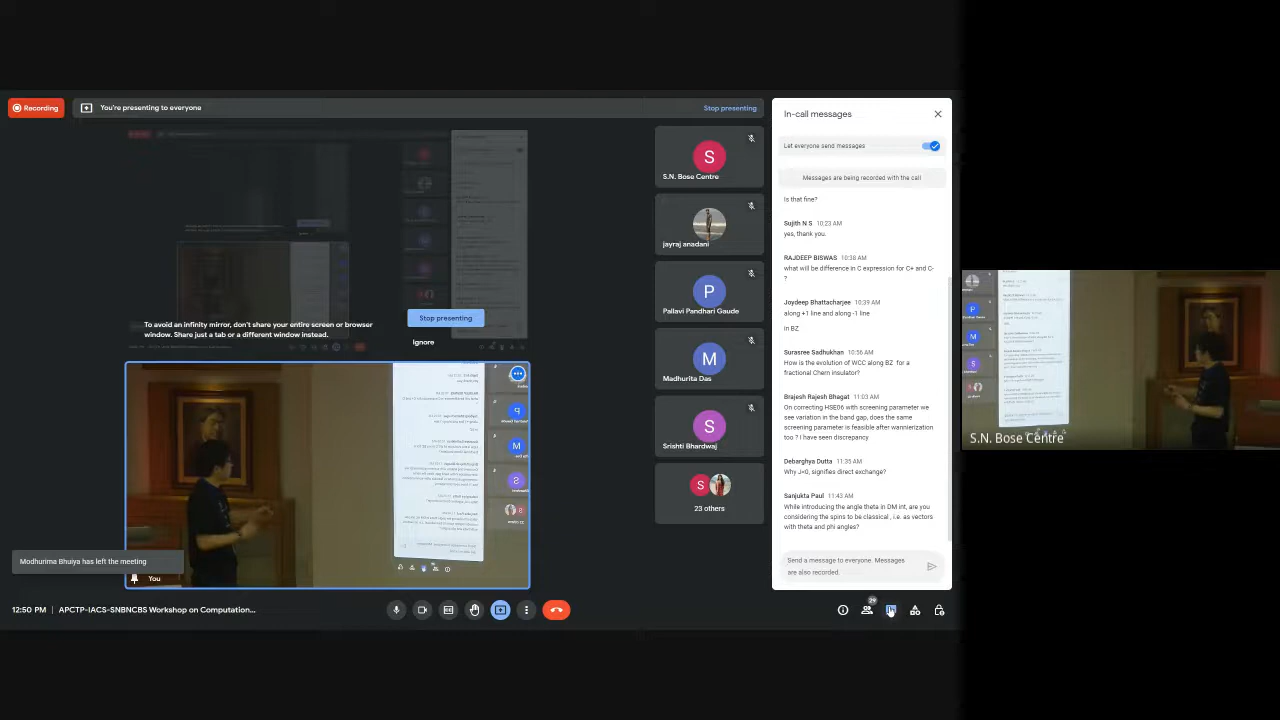 Recording
You're presenting to everyone
Stop presenting
In-call messages
Let everyone send messages
Messages are being recorded with the call
Is that fine?
Sujith N S 10:23 AM
yes, thank you.
RAJDEEP BISWAS 10:38 AM
what will be difference in C expression for C+ and C-
?
Joydeep Bhattacharjee 10:39 AM
along +1 line and along -1 line
in BZ
Surasree Sadhukhan 10:56 AM
How is the evolution of WCC along BZ for a
fractional Chern insulator?
Brajesh Rajesh Bhagat 11:03 AM
On correcting HSE06 with screening parameter we
see variation in the band gap, does the same
screening parameter is feasible after wannierization
too ? I have seen discrepancy
Debarghya Dutta 11:35 AM
Why J=0, signifies direct exchange?
Sanjukta Paul 11:43 AM
While introducing the angle theta in DM int, are you
considering the spins to be classical, i.e. as vectors
with theta and phi angles?
Send a message to everyone. Messages
are also recorded.
S
S.N. Bose Centre
jayraj anadani
P
Pallavi Pandhari Gaude
M
Madhurita Das
S
Srishti Bhardwaj
S
23 others
To avoid an infinity mirror, don't share your entire screen or browser
window. Share just a tab or a different window instead.
Stop presenting
Ignore
P
M
S
Modhurima Bhuiya has left the meeting
You
12:50 PM | APCTP-IACS-SNBNCBS Workshop on Computation...
29
P
M
S
S.N. Bose Centre